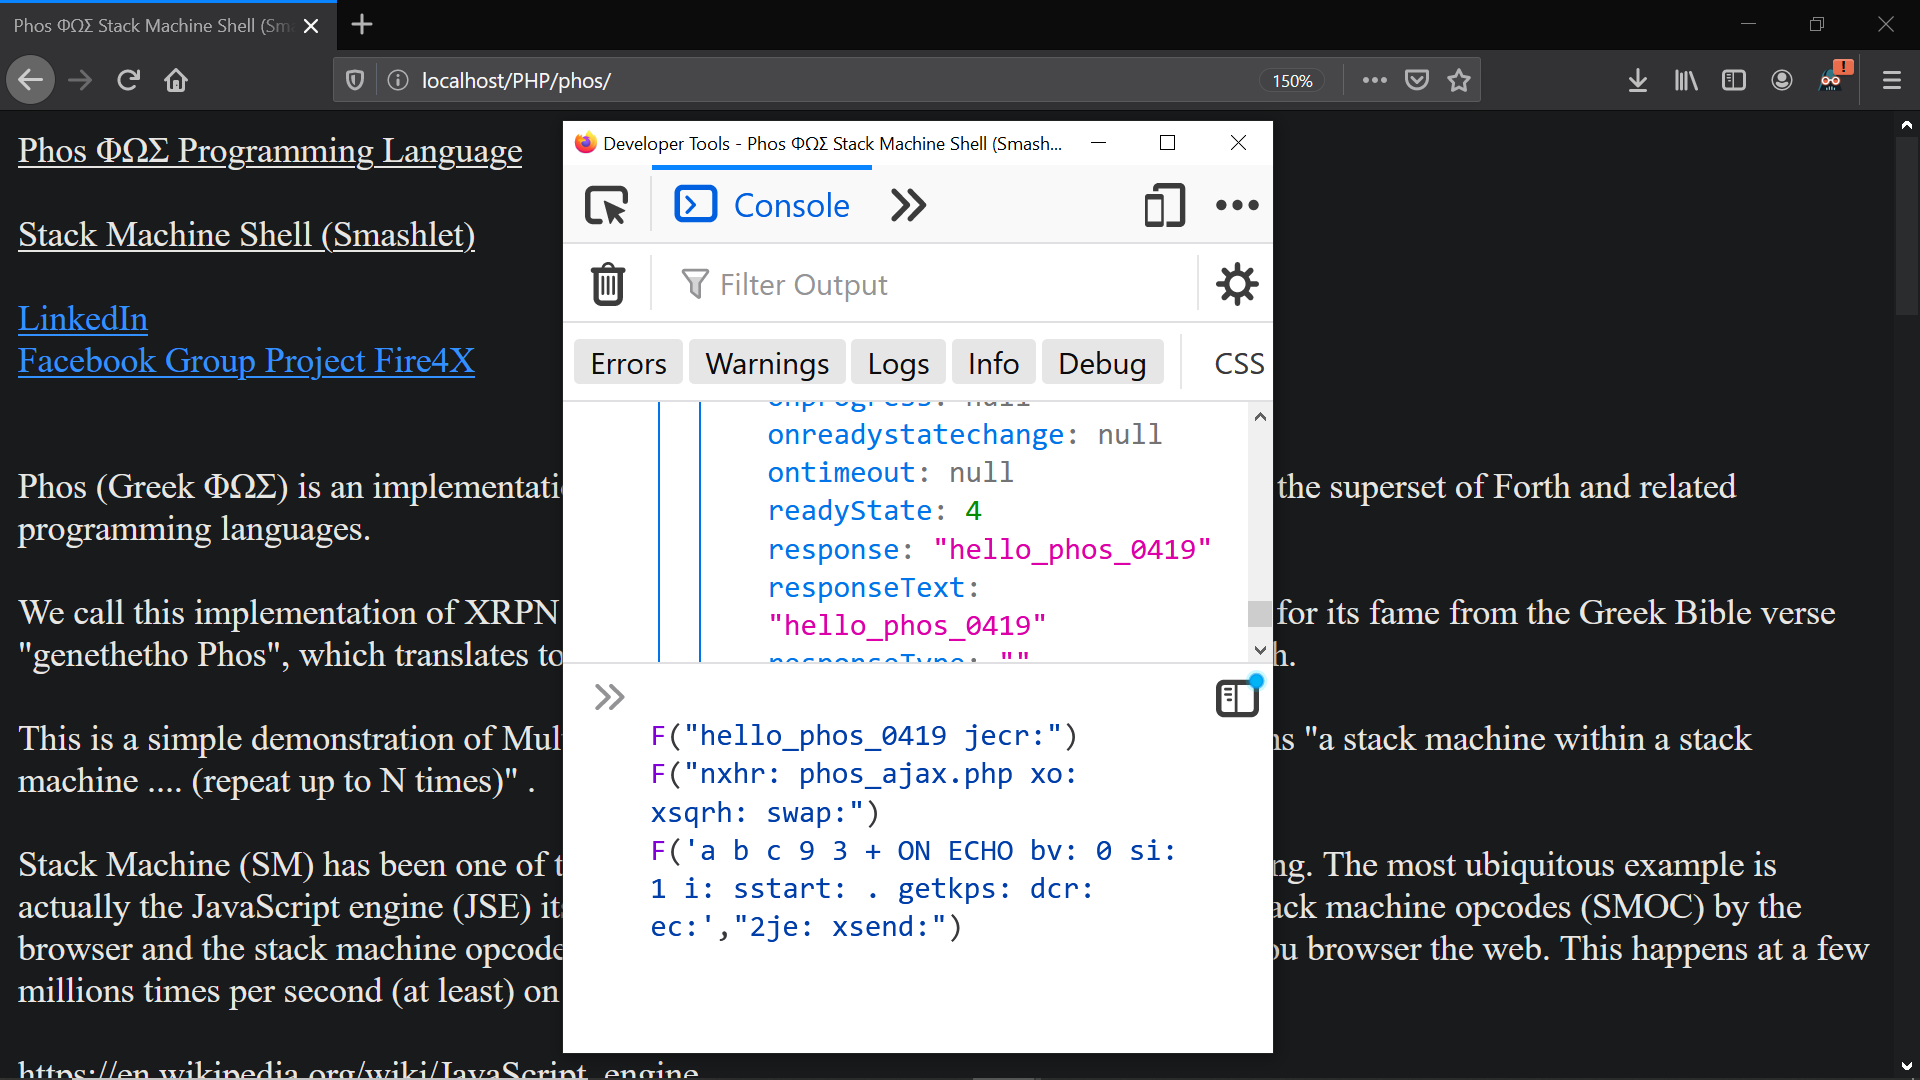 Phos ΦΩΣ Stack Machine Shell (Sm
localhost/PHP/phos/
150%
Phos ΦΩΣ Programming Language
Stack Machine Shell (Smashlet)
LinkedIn
Facebook Group Project Fire4X
Phos (Greek ΦΩΣ) is an implementati
the superset of Forth and related
programming languages.
We call this implementation of XRPN
for its fame from the Greek Bible verse
"genethetho Phos", which translates to
h.
This is a simple demonstration of Mul
ns "a stack machine within a stack
machine .... (repeat up to N times)" .
Stack Machine (SM) has been one of t
ng. The most ubiquitous example is
actually the JavaScript engine (JSE) it
ack machine opcodes (SMOC) by the
browser and the stack machine opcode
ou browser the web. This happens at a few
millions times per second (at least) on
https://en.wikipedia.org/wiki/JavaScript_engine
Developer Tools - Phos ΦΩΣ Stack Machine Shell (Smash...
Console
Filter Output
Errors Warnings Logs Info Debug CSS
onprogress: null
onreadystatechange: null
ontimeout: null
readyState: 4
response: "hello_phos_0419"
responseText:
"hello_phos_0419"
responseType: ""
F("hello_phos_0419 jecr:")
F("nxhr: phos_ajax.php xo:
xsqrh: swap:")
F('a b c 9 3 + ON ECHO bv: 0 si:
1 i: sstart: . getkps: dcr:
ec:',"2je: xsend:")